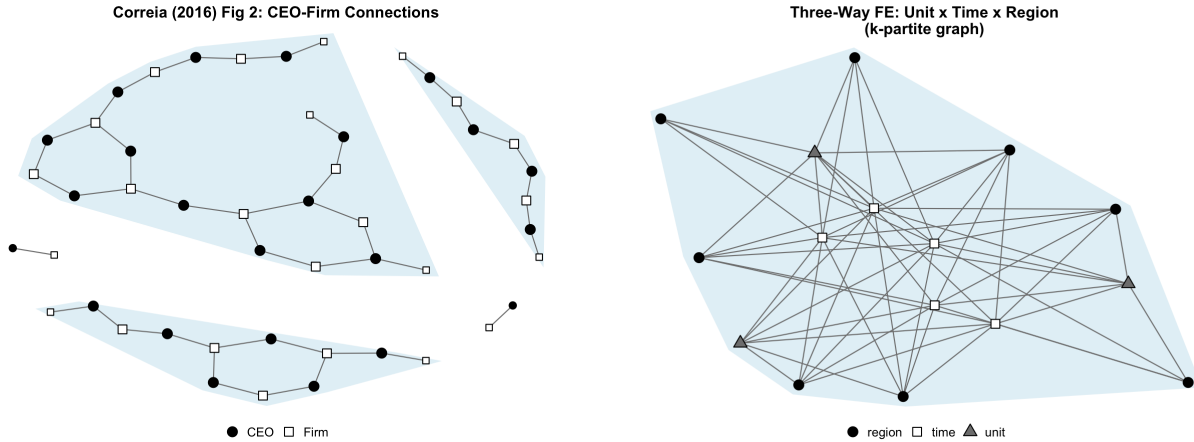 Correia (2016) Fig 2: CEO-Firm Connections
CEO Firm
Three-Way FE: Unit x Time x Region
(k-partite graph)
region time unit